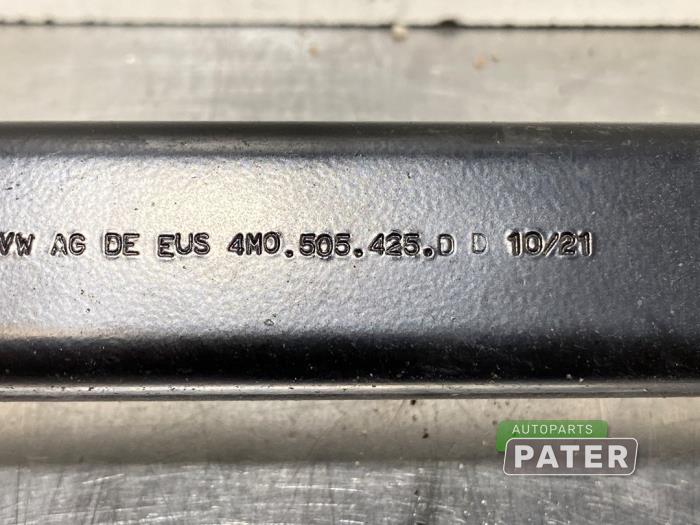 VW AG DE EUS 4M0.505.425.D D 10/21
AUTOPARTS
PATER